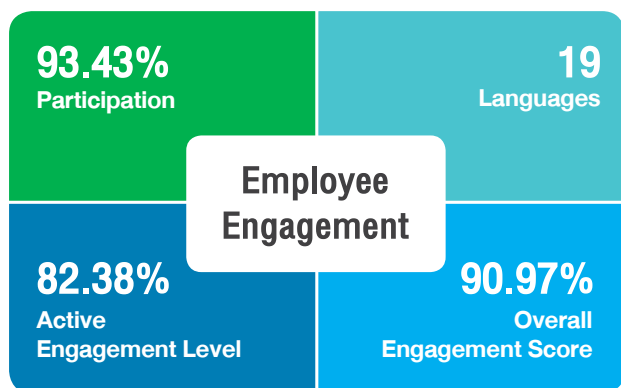 93.43%
Participation
19
Languages
Employee
Engagement
82.38%
Active
Engagement Level
90.97%
Overall
Engagement Score